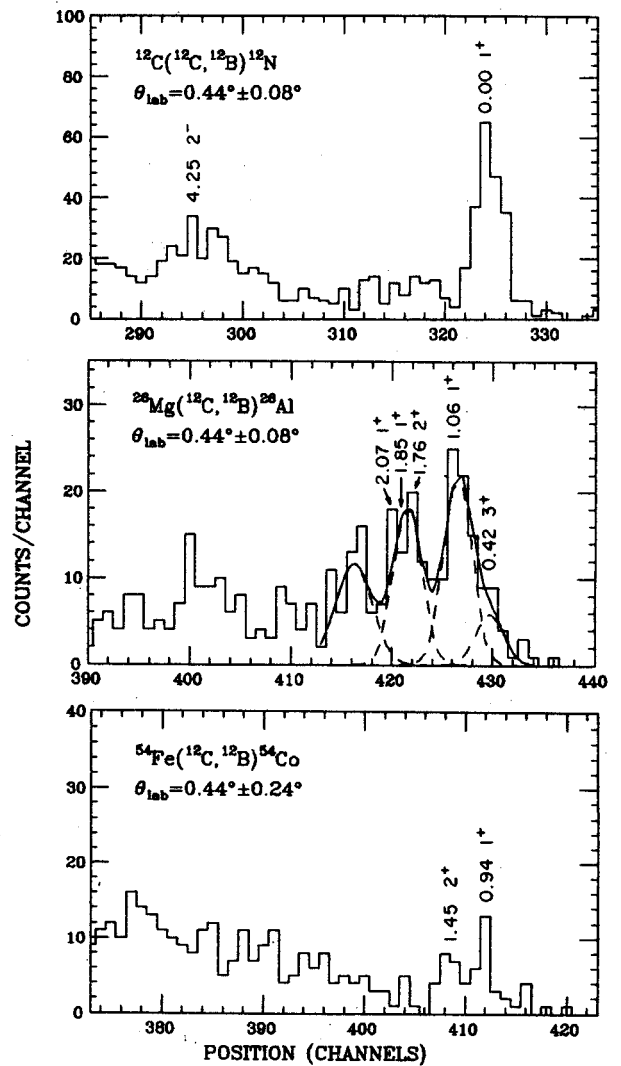 COUNTS/CHANNEL
100
80
60
40
20
0
¹²C(¹²C,¹²B)¹²N
θlab=0.44°±0.08°
4.25 2⁻
0.00 1⁺
290 300 310 320 330
30
20
10
0
²⁶Mg(¹²C,¹²B)²⁶Al
θlab=0.44°±0.08°
2.07 1⁺
1.85 1⁺
1.76 2⁺
1.06 1⁺
0.42 3⁺
390 400 410 420 430 440
40
30
20
10
0
⁵⁴Fe(¹²C,¹²B)⁵⁴Co
θlab=0.44°±0.24°
1.45 2⁺
0.94 1⁺
380 390 400 410 420
POSITION (CHANNELS)